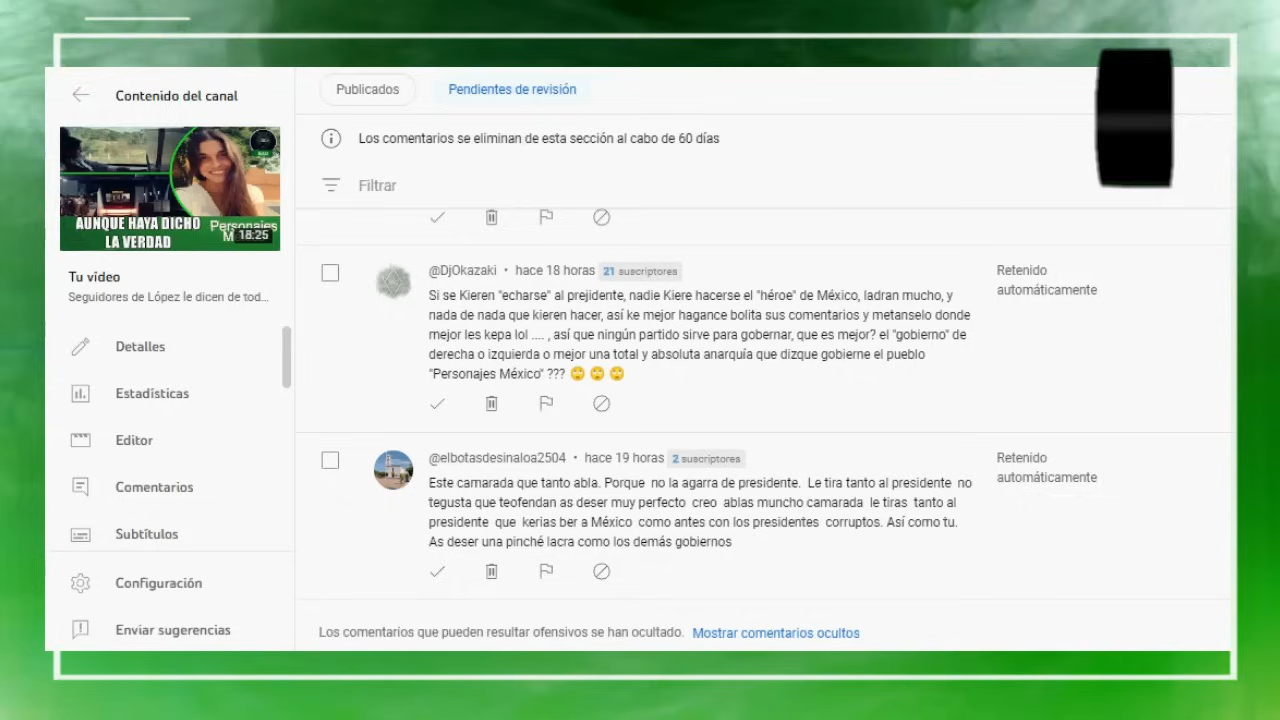 Contenido del canal
AUNQUE HAYA DICHO
LA VERDAD
Personajes
M
18:25
Tu vídeo
Seguidores de López le dicen de tod...
Detalles
Estadísticas
Editor
Comentarios
Subtítulos
Configuración
Enviar sugerencias
Publicados
Pendientes de revisión
Los comentarios se eliminan de esta sección al cabo de 60 días
Filtrar
@DjOkazaki • hace 18 horas 21 suscriptores
Si se Kieren "echarse" al prejidente, nadie Kiere hacerse el "héroe" de México, ladran mucho, y
nada de nada que kieren hacer, así ke mejor hagance bolita sus comentarios y metanselo donde
mejor les kepa lol .... , así que ningún partido sirve para gobernar, que es mejor? el "gobierno" de
derecha o izquierda o mejor una total y absoluta anarquía que dizque gobierne el pueblo
"Personajes México" ??? 🙄 🙄 🙄
Retenido
automáticamente
@elbotasdesinaloa2504 • hace 19 horas 2 suscriptores
Este camarada que tanto abla. Porque no la agarra de presidente. Le tira tanto al presidente no
tegusta que teofendan as deser muy perfecto creo ablas muncho camarada le tiras tanto al
presidente que kerias ber a México como antes con los presidentes corruptos. Así como tu.
As deser una pinché lacra como los demás gobiernos
Retenido
automáticamente
Los comentarios que pueden resultar ofensivos se han ocultado. Mostrar comentarios ocultos